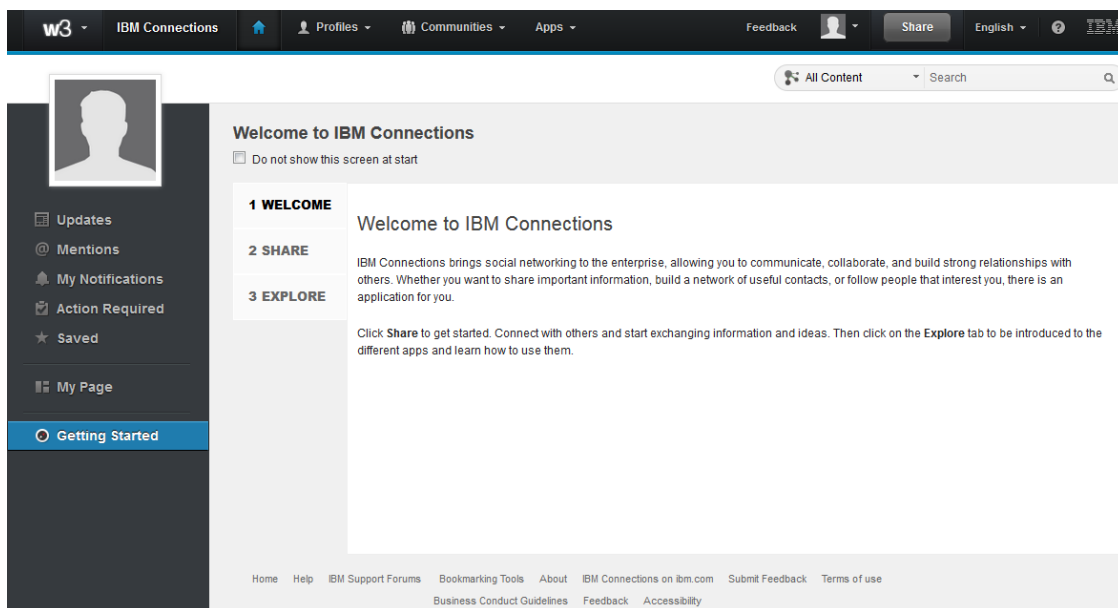 w3 IBM Connections Profiles Communities Apps Feedback Share English ? IBM
All Content Search
Welcome to IBM Connections
Do not show this screen at start
Updates
@ Mentions
My Notifications
Action Required
Saved
My Page
Getting Started
1 WELCOME
2 SHARE
3 EXPLORE
Welcome to IBM Connections
IBM Connections brings social networking to the enterprise, allowing you to communicate, collaborate, and build strong relationships with
others. Whether you want to share important information, build a network of useful contacts, or follow people that interest you, there is an
application for you.
Click Share to get started. Connect with others and start exchanging information and ideas. Then click on the Explore tab to be introduced to the
different apps and learn how to use them.
Home Help IBM Support Forums Bookmarking Tools About IBM Connections on ibm.com Submit Feedback Terms of use
Business Conduct Guidelines Feedback Accessibility